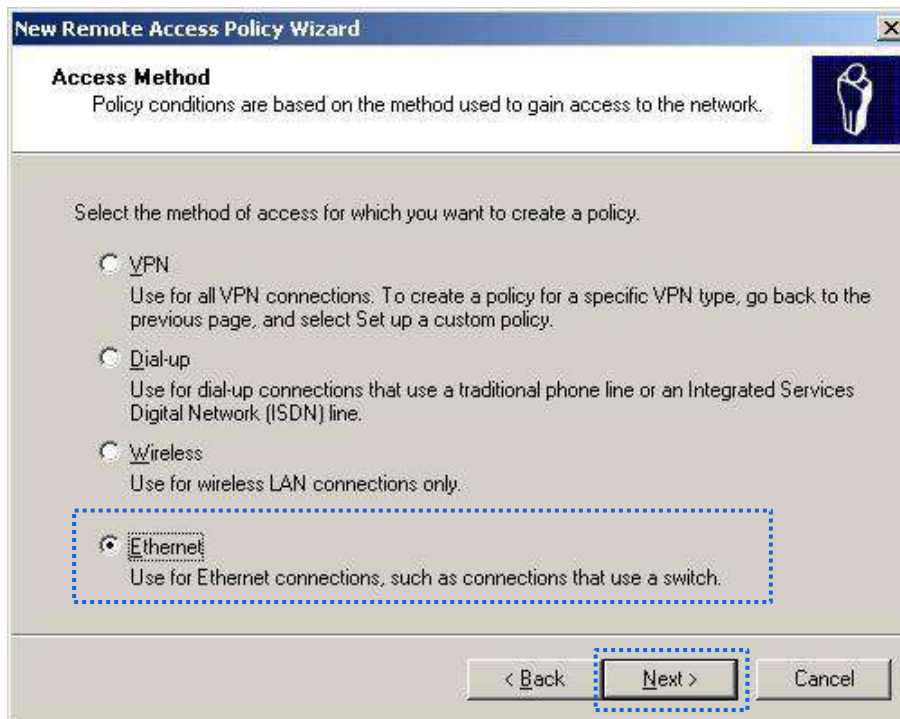 New Remote Access Policy Wizard
Access Method
Policy conditions are based on the method used to gain access to the network.
Select the method of access for which you want to create a policy.
VPN
Use for all VPN connections. To create a policy for a specific VPN type, go back to the
previous page, and select Set up a custom policy.
Dial-up
Use for dial-up connections that use a traditional phone line or an Integrated Services
Digital Network (ISDN) line.
Wireless
Use for wireless LAN connections only.
Ethernet
Use for Ethernet connections, such as connections that use a switch.
< Back Next > Cancel